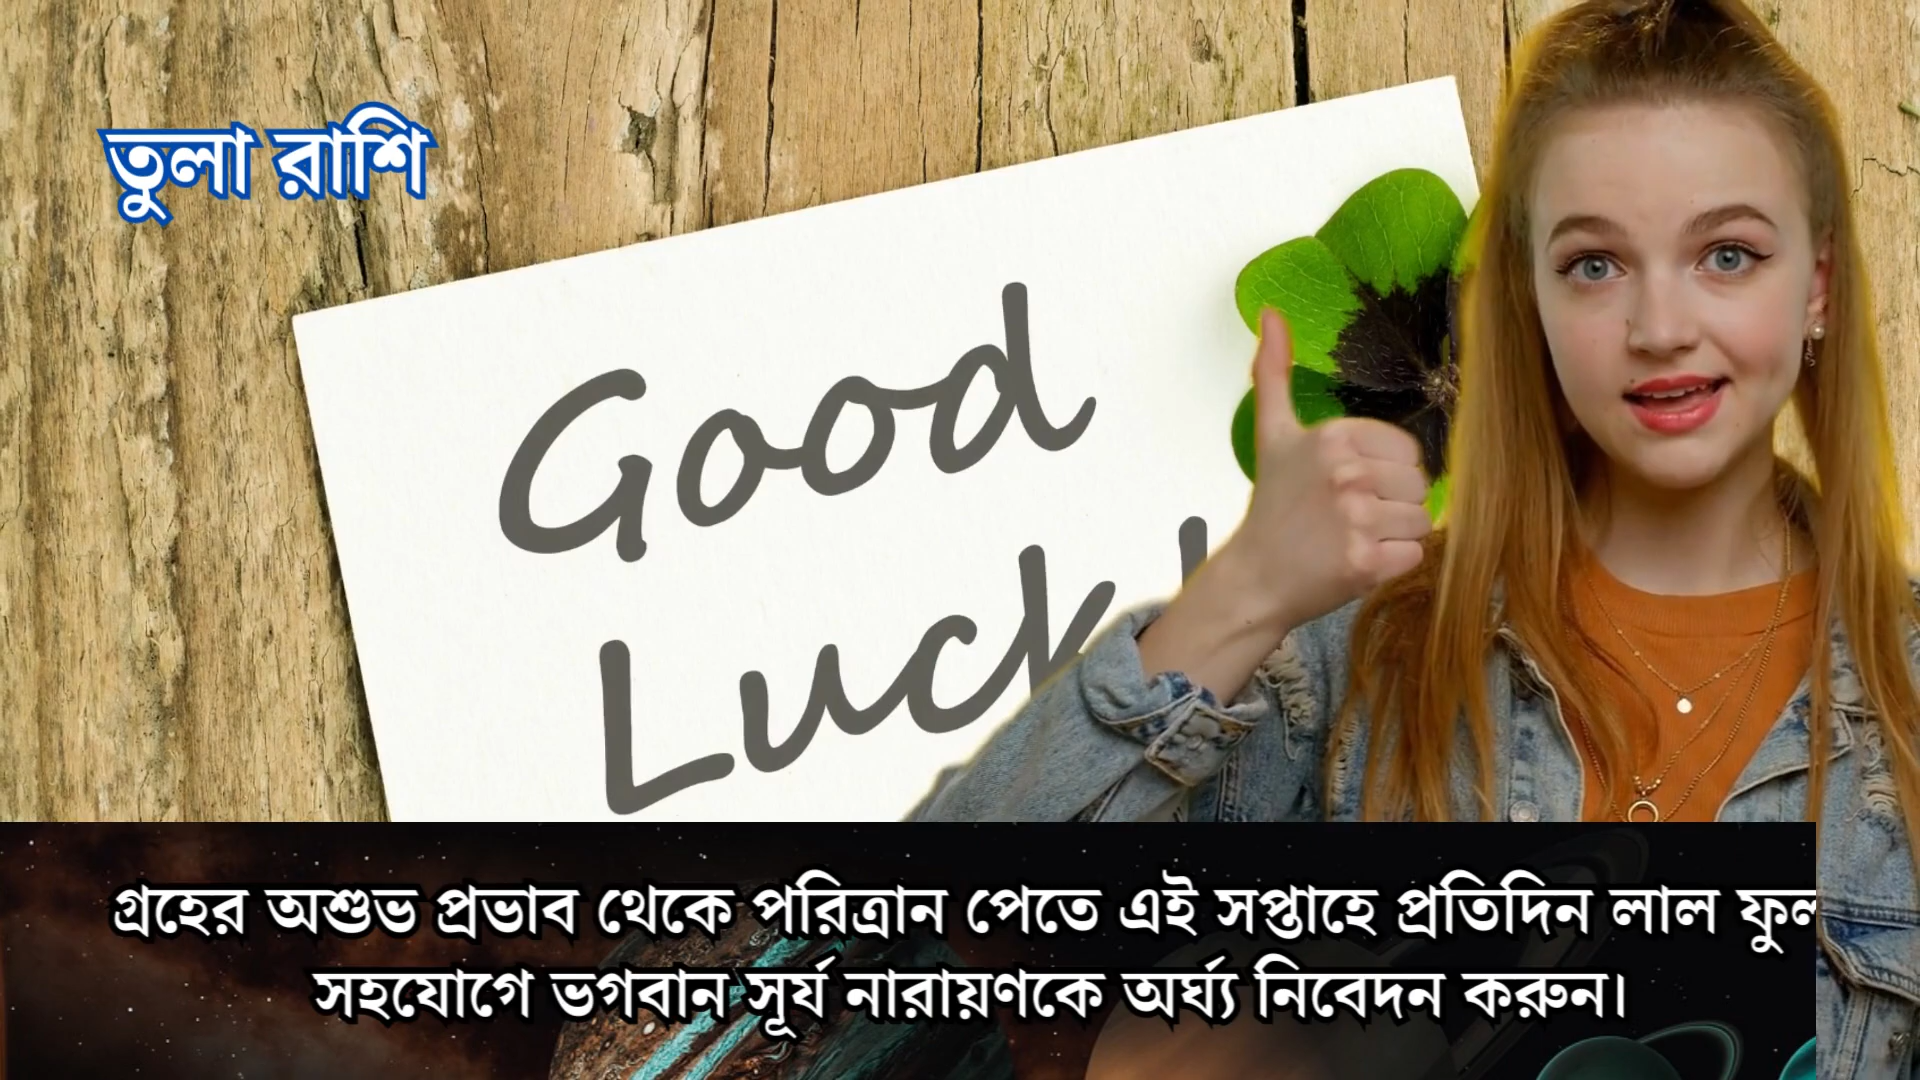 তুলা রাশি
Good
Luck
গ্রহের অশুভ প্রভাব থেকে পরিত্রান পেতে এই সপ্তাহে প্রতিদিন লাল ফুল
সহযোগে ভগবান সূর্য নারায়ণকে অর্ঘ্য নিবেদন করুন।